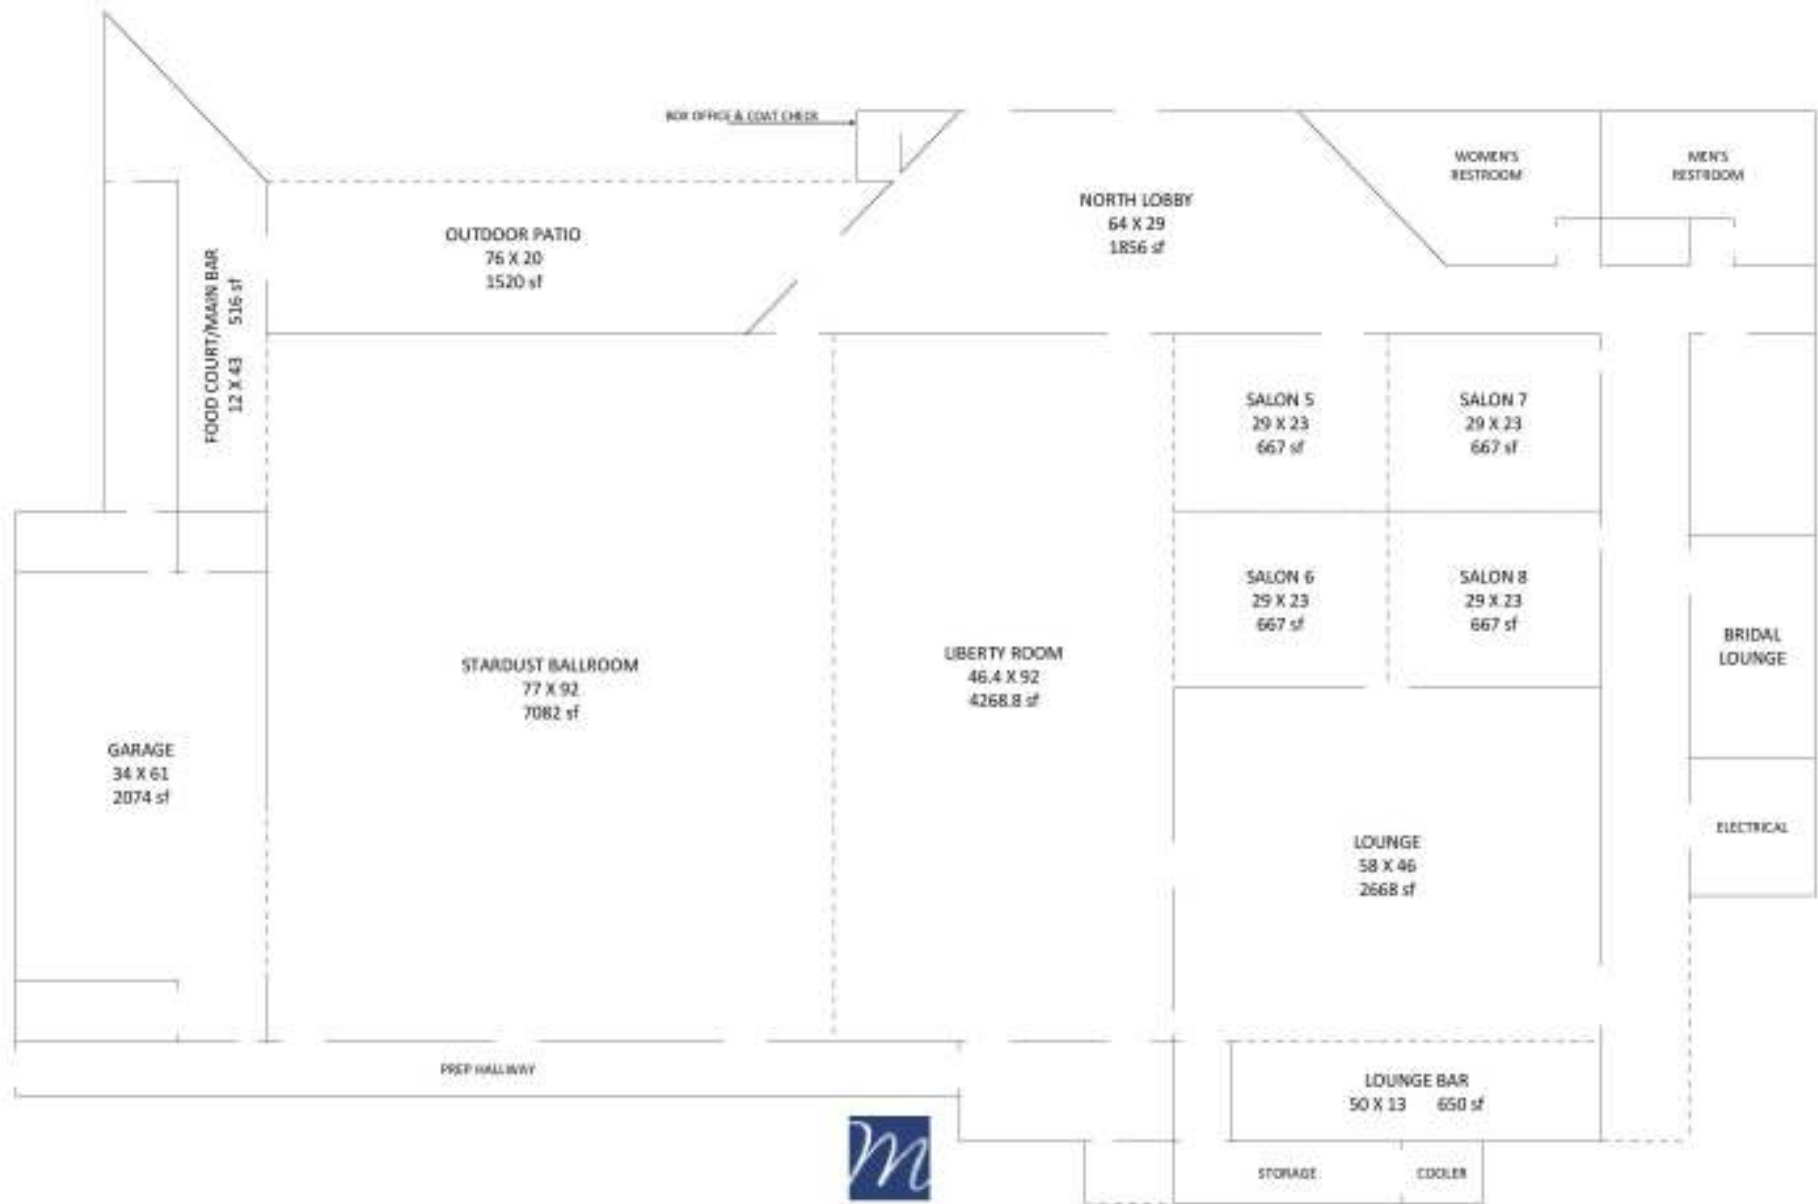 BOX OFFICE & COAT CHECK
WOMEN'S
RESTROOM
MEN'S
RESTROOM
NORTH LOBBY
64 X 29
1856 sf
OUTDOOR PATIO
76 X 20
1520 sf
FOOD COURT/MAIN BAR
12 X 43 516 sf
SALON 5
29 X 23
667 sf
SALON 7
29 X 23
667 sf
SALON 6
29 X 23
667 sf
SALON 8
29 X 23
667 sf
STARDUST BALLROOM
77 X 92
7082 sf
LIBERTY ROOM
46.4 X 92
4268.8 sf
BRIDAL
LOUNGE
GARAGE
34 X 61
2074 sf
LOUNGE
58 X 46
2668 sf
ELECTRICAL
PREP HALLWAY
LOUNGE BAR
50 X 13 650 sf
M
STORAGE
COOLER